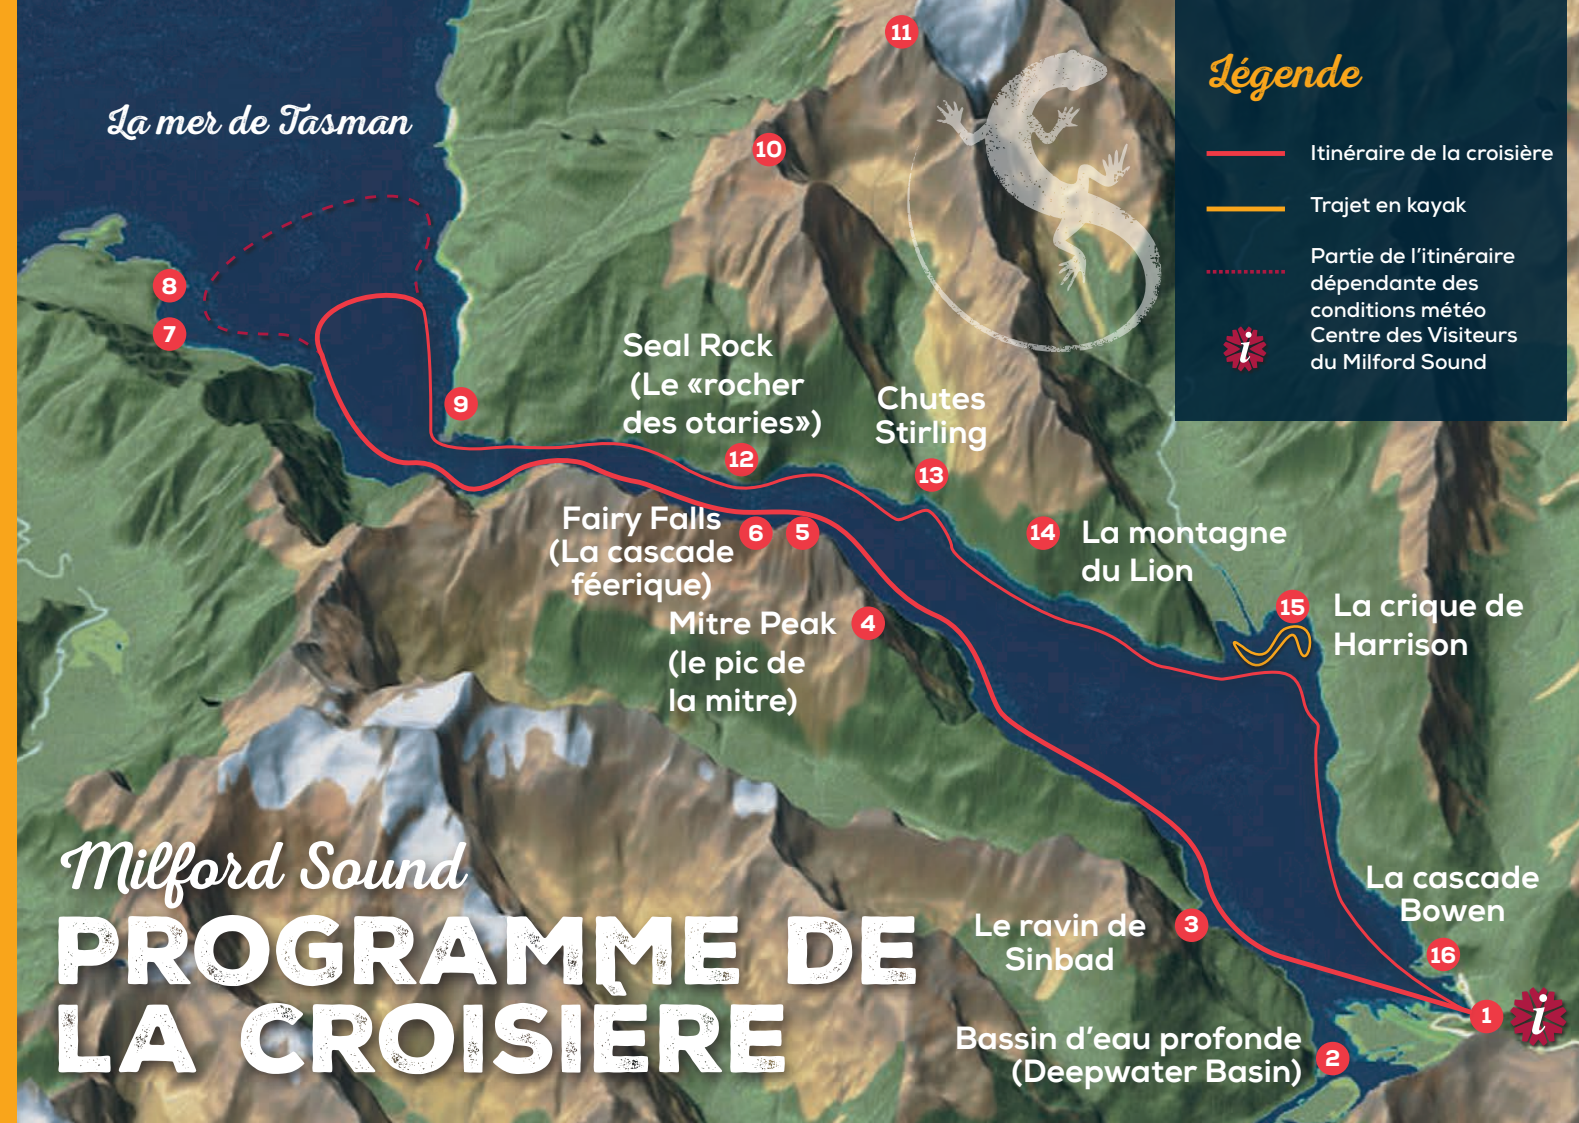 La mer de Tasman
11
10
Légende
Itinéraire de la croisière
Trajet en kayak
Partie de l’itinéraire
dépendante des
conditions météo
Centre des Visiteurs
du Milford Sound
i
8
7
9
Seal Rock
(Le «rocher
des otaries»)
12
Chutes
Stirling
13
Fairy Falls
(La cascade
féerique)
6
5
14
La montagne
du Lion
Mitre Peak
(le pic de
la mitre)
4
15
La crique de
Harrison
Milford Sound
PROGRAMME DE
LA CROISIÈRE
Le ravin de
Sinbad
3
La cascade
Bowen
16
1
i
Bassin d’eau profonde
(Deepwater Basin)
2